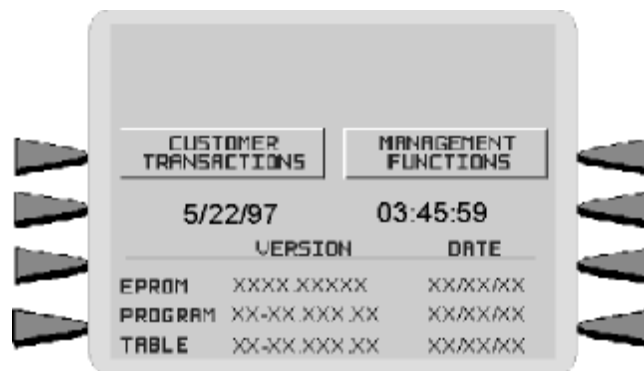 CUSTOMER TRANSACTIONS
MANAGEMENT FUNCTIONS
5/22/97 03:45:59
VERSION DATE
EPROM XXXX.XXXXX XX/XX/XX
PROGRAM XX-XX.XXX.XX XX/XX/XX
TABLE XX-XX.XXX.XX XX/XX/XX